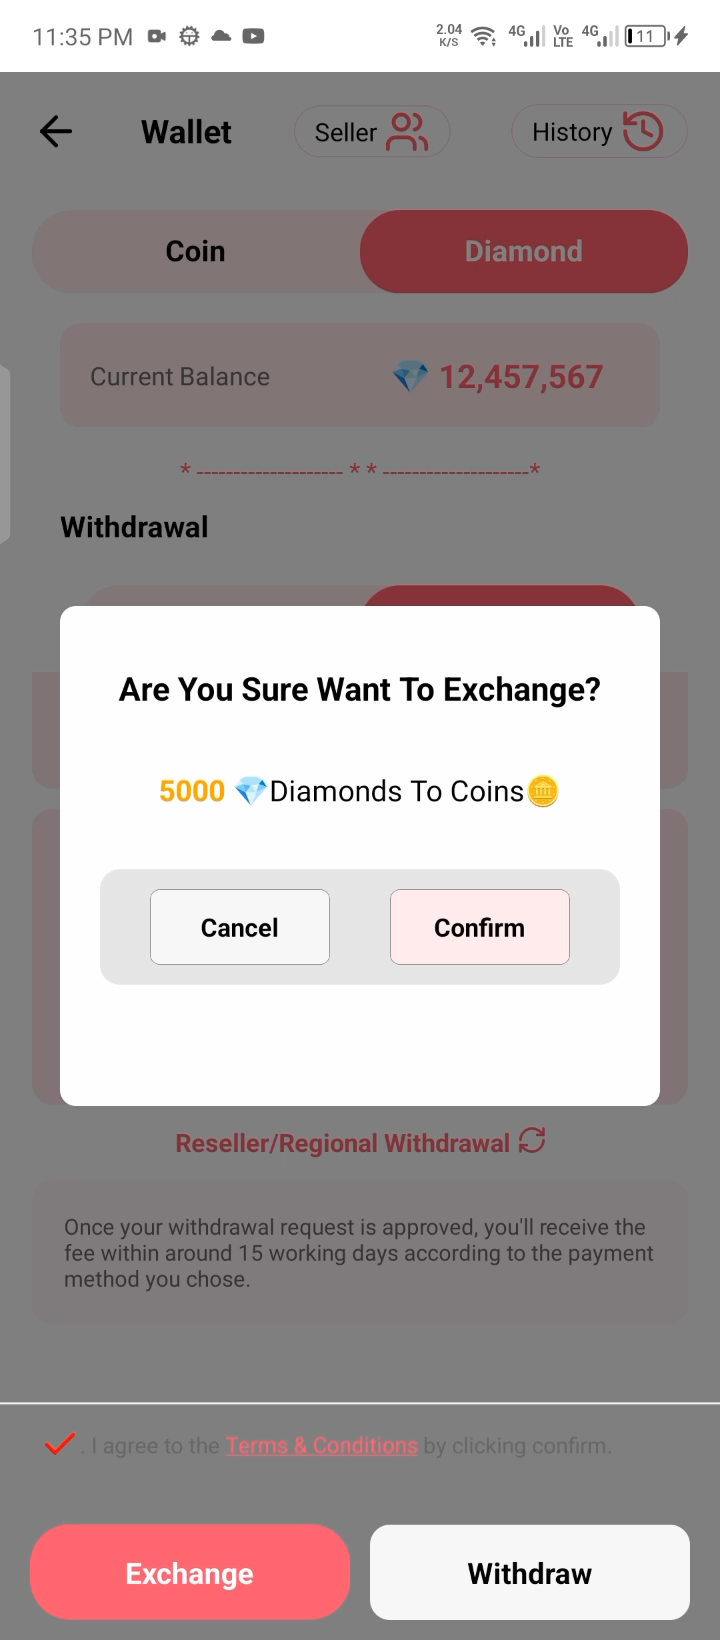 11:35 PM 2.04 K/S 4G Vo LTE 4G 11
Wallet Seller History
Coin Diamond
Current Balance 💎 12,457,567
* -------------------- * * --------------------*
Withdrawal
Are You Sure Want To Exchange?
5000 💎Diamonds To Coins🪙
Cancel Confirm
Reseller/Regional Withdrawal
Once your withdrawal request is approved, you'll receive the
fee within around 15 working days according to the payment
method you chose.
. I agree to the Terms & Conditions by clicking confirm.
Exchange Withdraw